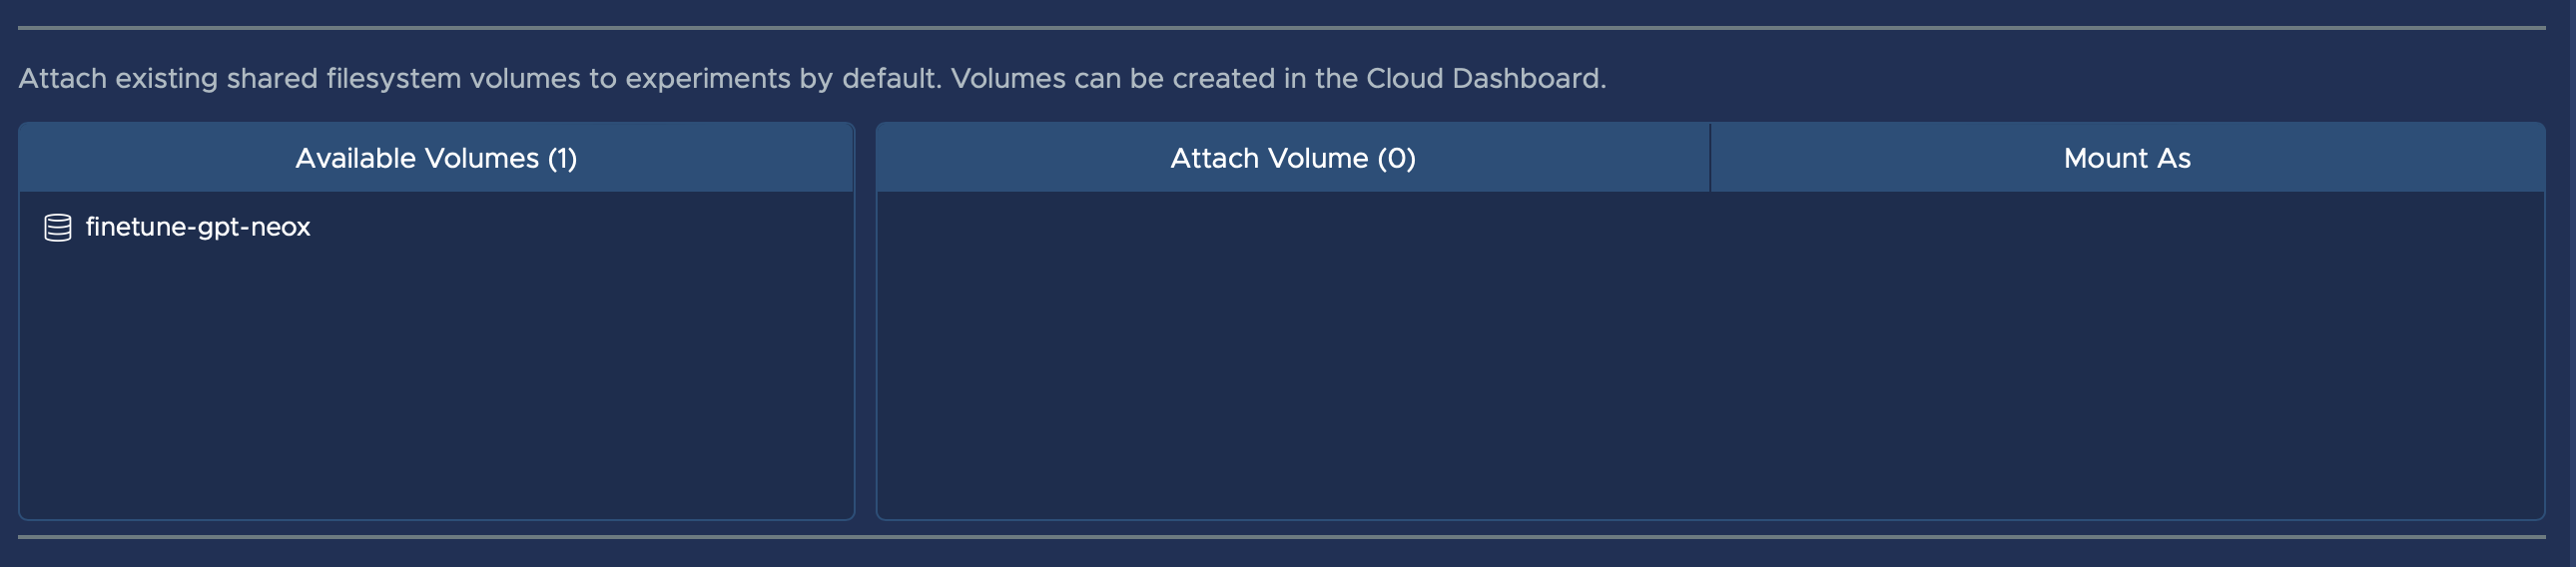 Attach existing shared filesystem volumes to experiments by default. Volumes can be created in the Cloud Dashboard.
Available Volumes (1)
finetune-gpt-neox
Attach Volume (0)
Mount As